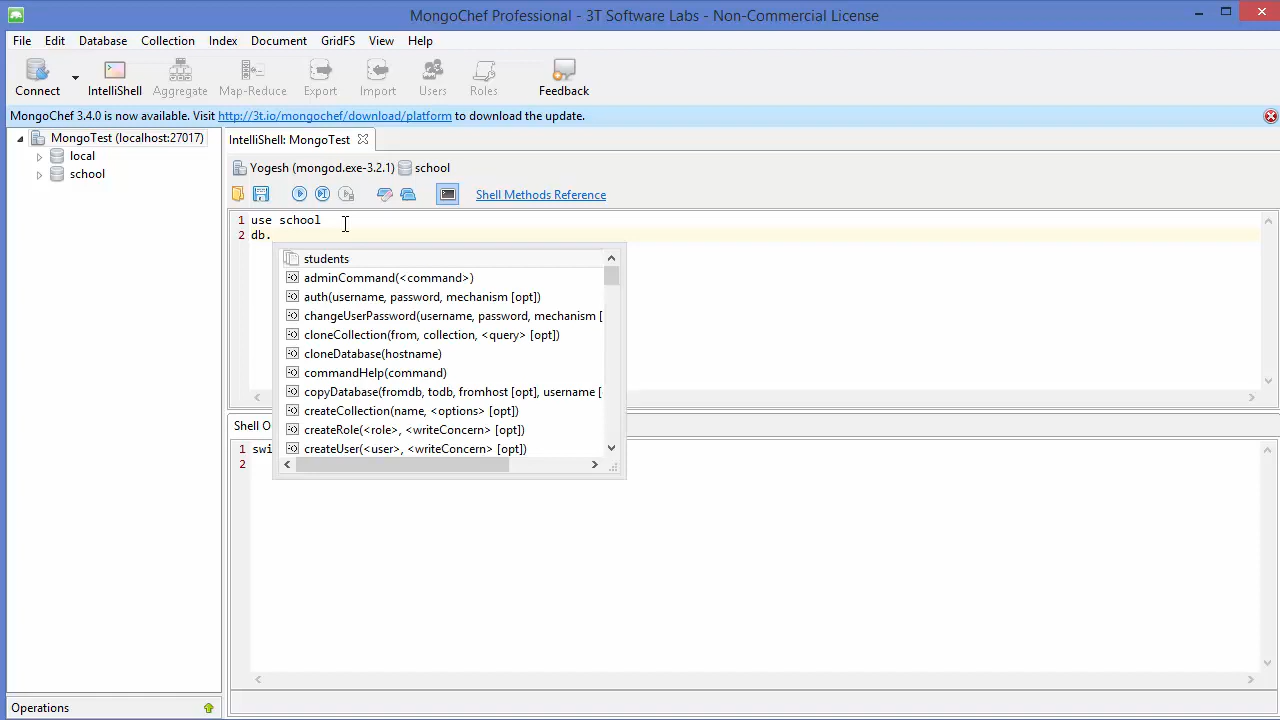 MongoChef Professional - 3T Software Labs - Non-Commercial License
File Edit Database Collection Index Document GridFS View Help
Connect IntelliShell Aggregate Map-Reduce Export Import Users Roles Feedback
MongoChef 3.4.0 is now available. Visit http://3t.io/mongochef/download/platform to download the update.
MongoTest (localhost:27017)
local
school
IntelliShell: MongoTest
Yogesh (mongod.exe-3.2.1) school
Shell Methods Reference
1 use school
2 db.
students
adminCommand(<command>)
auth(username, password, mechanism [opt])
changeUserPassword(username, password, mechanism [
cloneCollection(from, collection, <query> [opt])
cloneDatabase(hostname)
commandHelp(command)
copyDatabase(fromdb, todb, fromhost [opt], username [
createCollection(name, <options> [opt])
createRole(<role>, <writeConcern> [opt])
createUser(<user>, <writeConcern> [opt])
Shell O
1 swi
2
Operations